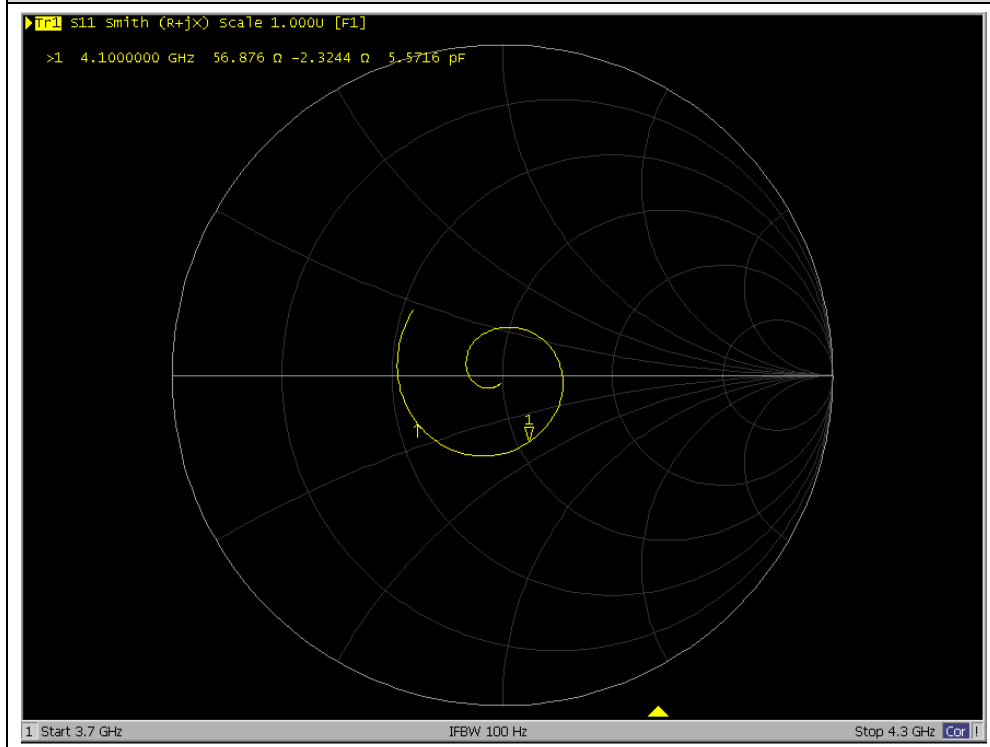 Tr1 S11 Smith (R+jX) Scale 1.000U [F1]
>1 4.1000000 GHz 56.876 Ω -2.3244 Ω 5.5716 pF
1
1 Start 3.7 GHz IFBW 100 Hz Stop 4.3 GHz Cor !